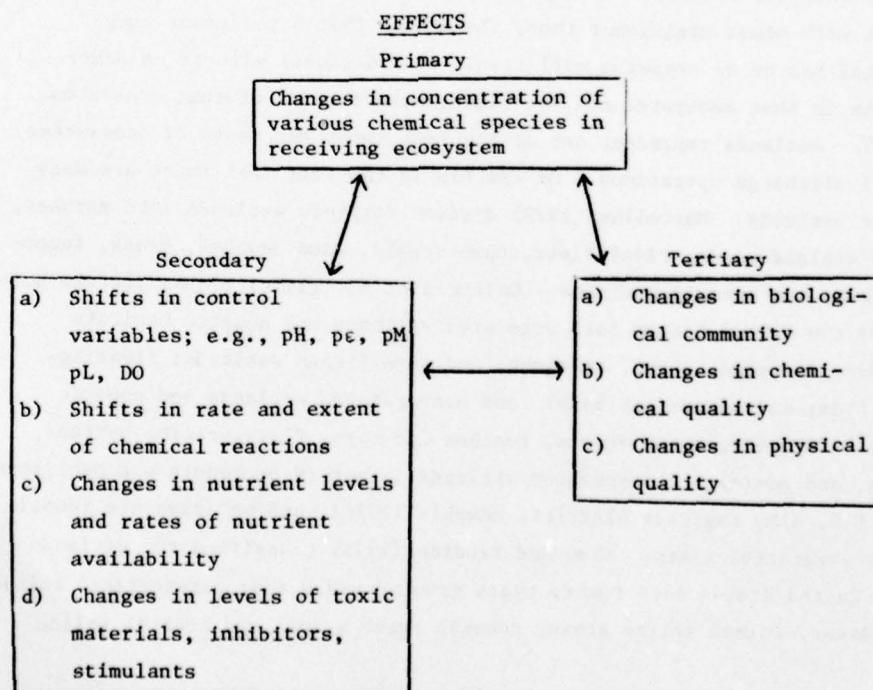 EFFECTS
Primary
Changes in concentration of
various chemical species in
receiving ecosystem
Secodary
a) Shifts in control
variables; e.g., pH, pε, pM
pL, DO
b) Shifts in rate and extent
of chemical reactions
c) Changes in nutrient levels
and rates of nutrient
availability
d) Changes in levels of toxic
materials, inhibitors,
stimulants
Tertiary
a) Changes in biologi-
cal community
b) Changes in chemi-
cal quality
c) Changes in physical
quality